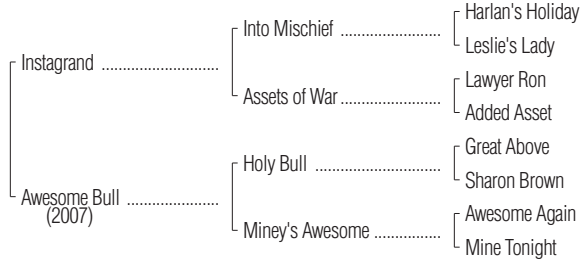 Harlan's Holiday
Into Mischief ......................
Leslie's Lady
Instagrand ..........................
Lawyer Ron
Assets of War ......................
Added Asset
Great Above
Holy Bull ............................
Sharon Brown
Awesome Bull ....................
(2007)
Awesome Again
Miney's Awesome ...............
Mine Tonight